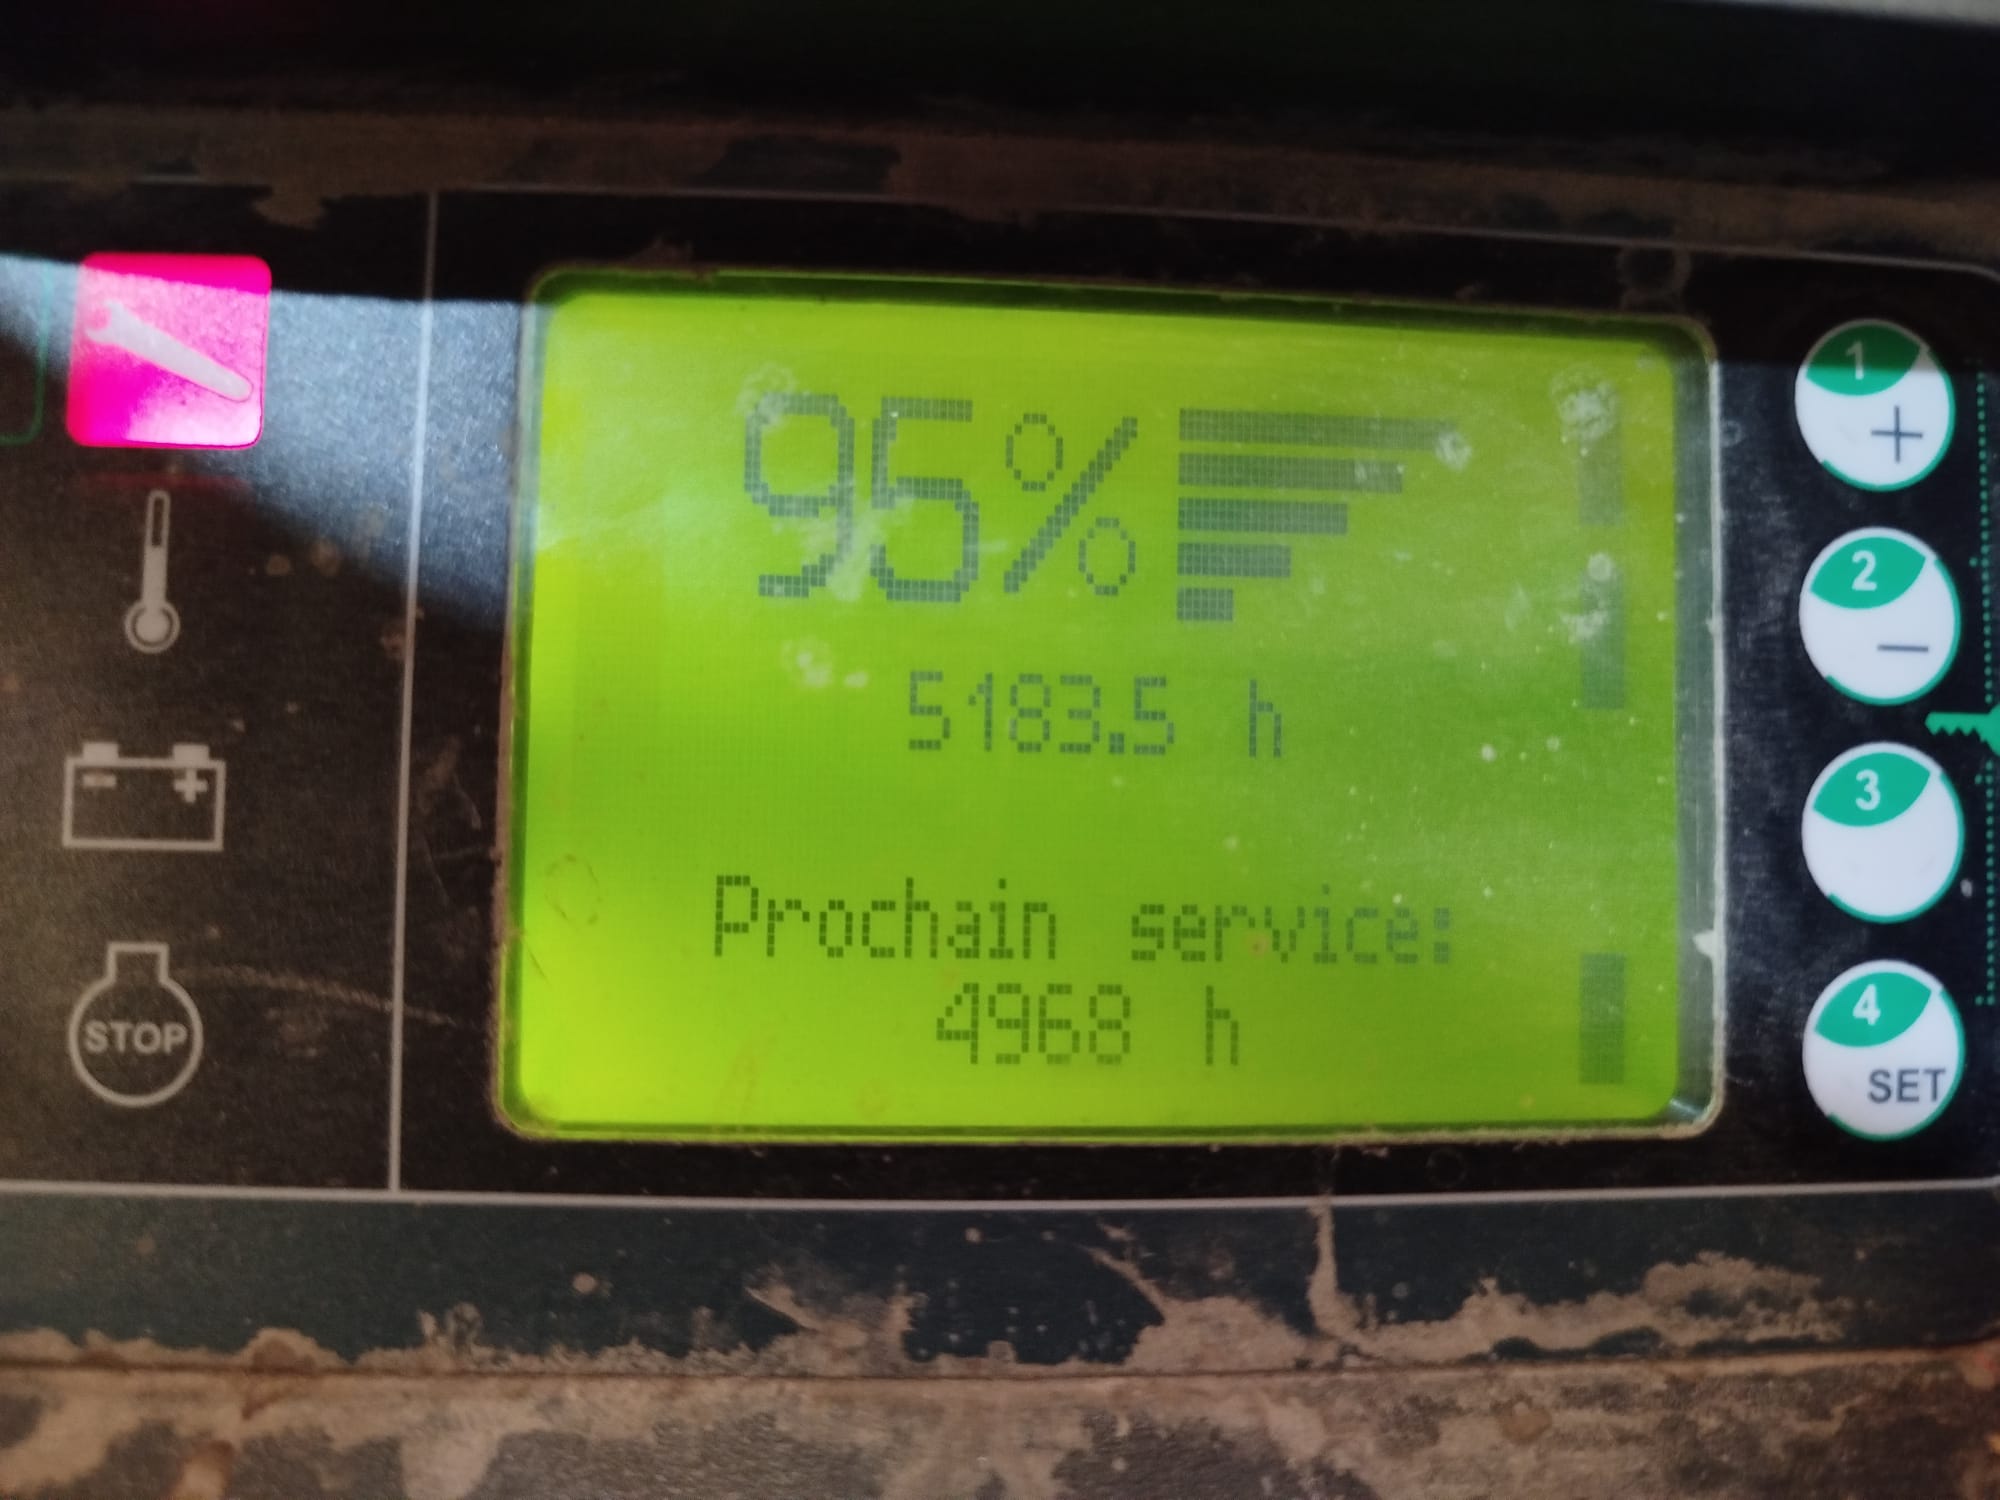 95%
5183.5 h
Prochain service:
4968 h
STOP
1
+
2
-
3
4
SET